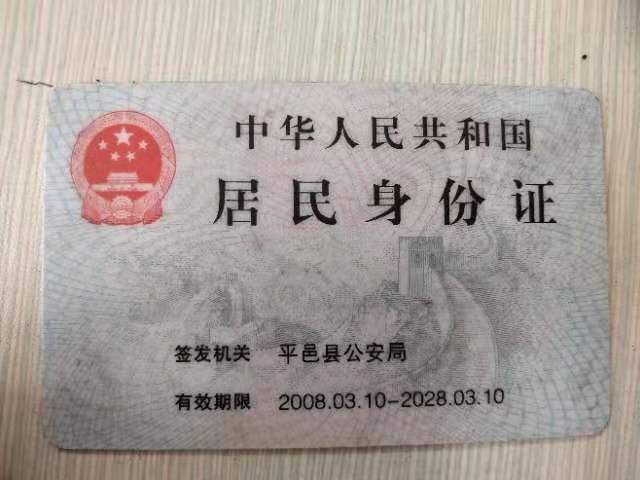 中华人民共和国
居民身份证
签发机关 平邑县公安局
有效期限 2008.03.10-2028.03.10